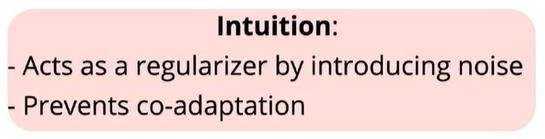 Intuition:
- Acts as a regularizer by introducing noise
- Prevents co-adaptation